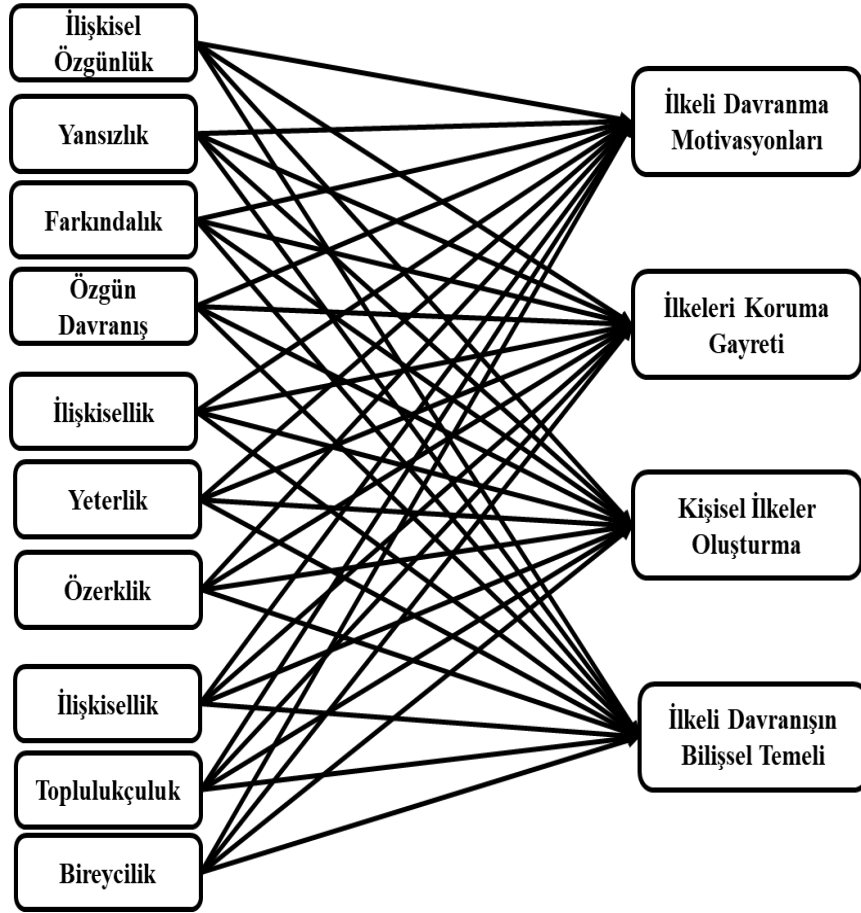 İlişkisel
Özgünlük
Yansızlık
Farkındalık
Özgün
Davranış
İlişkisellik
Yeterlik
Özerklik
İlişkisellik
Toplulukçuluk
Bireycilik
İlkeli Davranma
Motivasyonları
İlkeleri Koruma
Gayreti
Kişisel İlkeler
Oluşturma
İlkeli Davranışın
Bilişsel Temeli